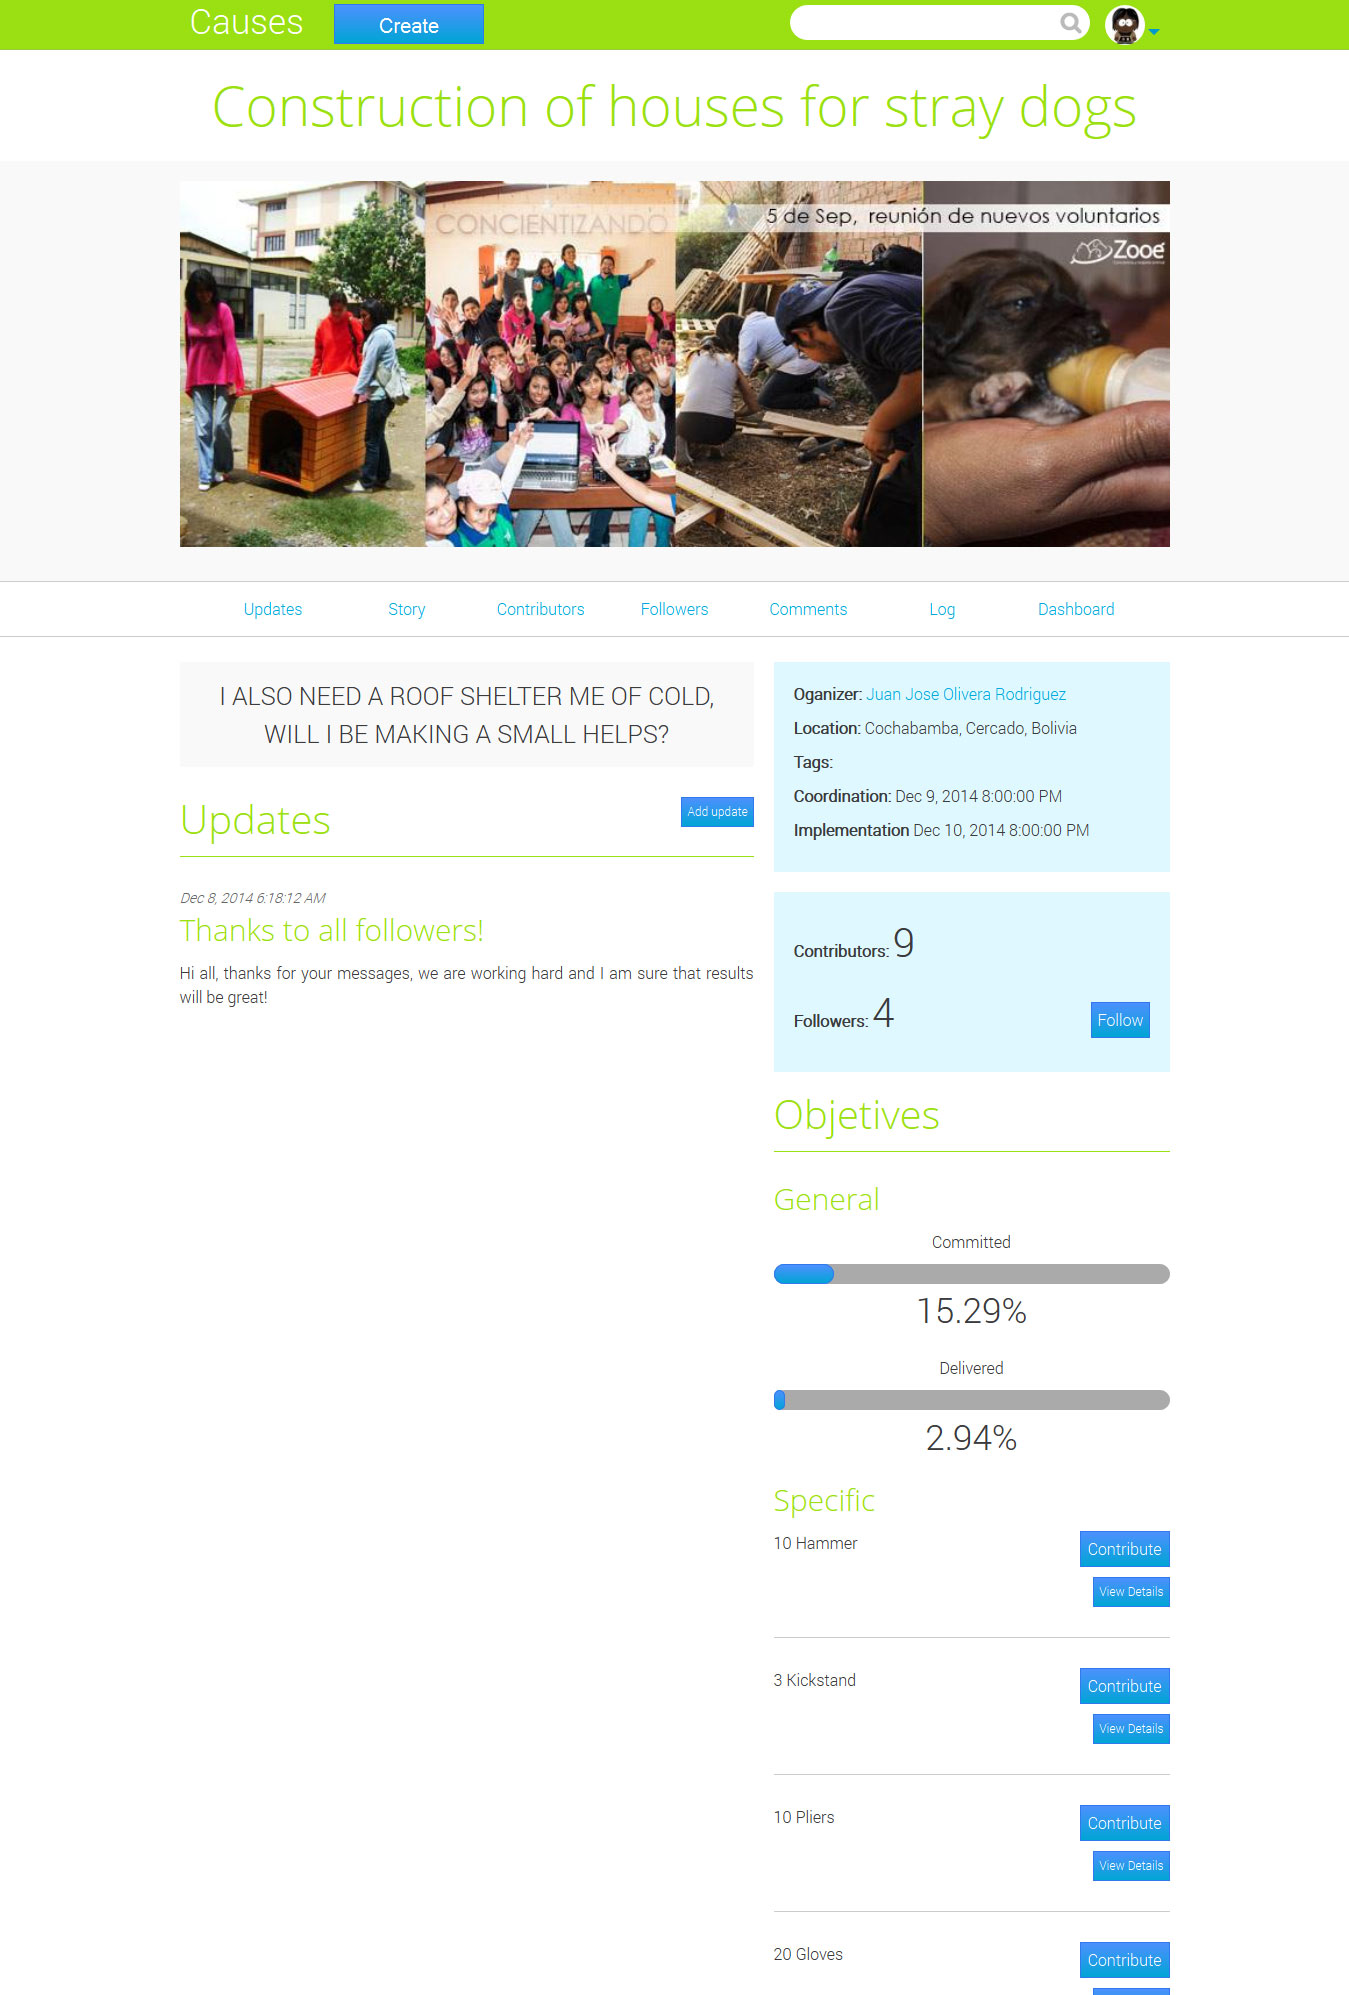 Causes
Create
Construction of houses for stray dogs
CONCIENTIZANDO
5 de Sep, reunión de nuevos voluntarios
Zooé
Updates
Story
Contributors
Followers
Comments
Log
Dashboard
I ALSO NEED A ROOF SHELTER ME OF COLD,
WILL I BE MAKING A SMALL HELPS?
Updates
Add update
Dec 8, 2014 6:18:12 AM
Thanks to all followers!
Hi all, thanks for your messages, we are working hard and I am sure that results
will be great!
Oganizer: Juan Jose Olivera Rodriguez
Location: Cochabamba, Cercado, Bolivia
Tags:
Coordination: Dec 9, 2014 8:00:00 PM
Implementation Dec 10, 2014 8:00:00 PM
Contributors: 9
Followers: 4
Follow
Objetives
General
Committed
15.29%
Delivered
2.94%
Specific
10 Hammer
Contribute
View Details
3 Kickstand
Contribute
View Details
10 Pliers
Contribute
View Details
20 Gloves
Contribute